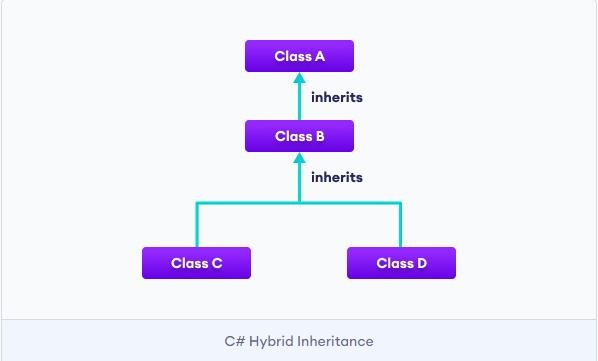 Class A
inherits
Class B
inherits
Class C
Class D
C# Hybrid Inheritance